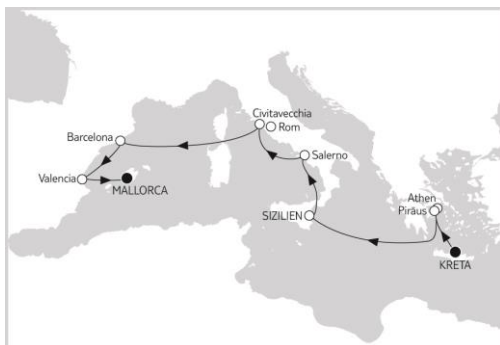 Civitavecchia
Rom
Barcelona
Salerno
Valencia
MALLORCA
Athen
Piräus
SIZILIEN
KRETA